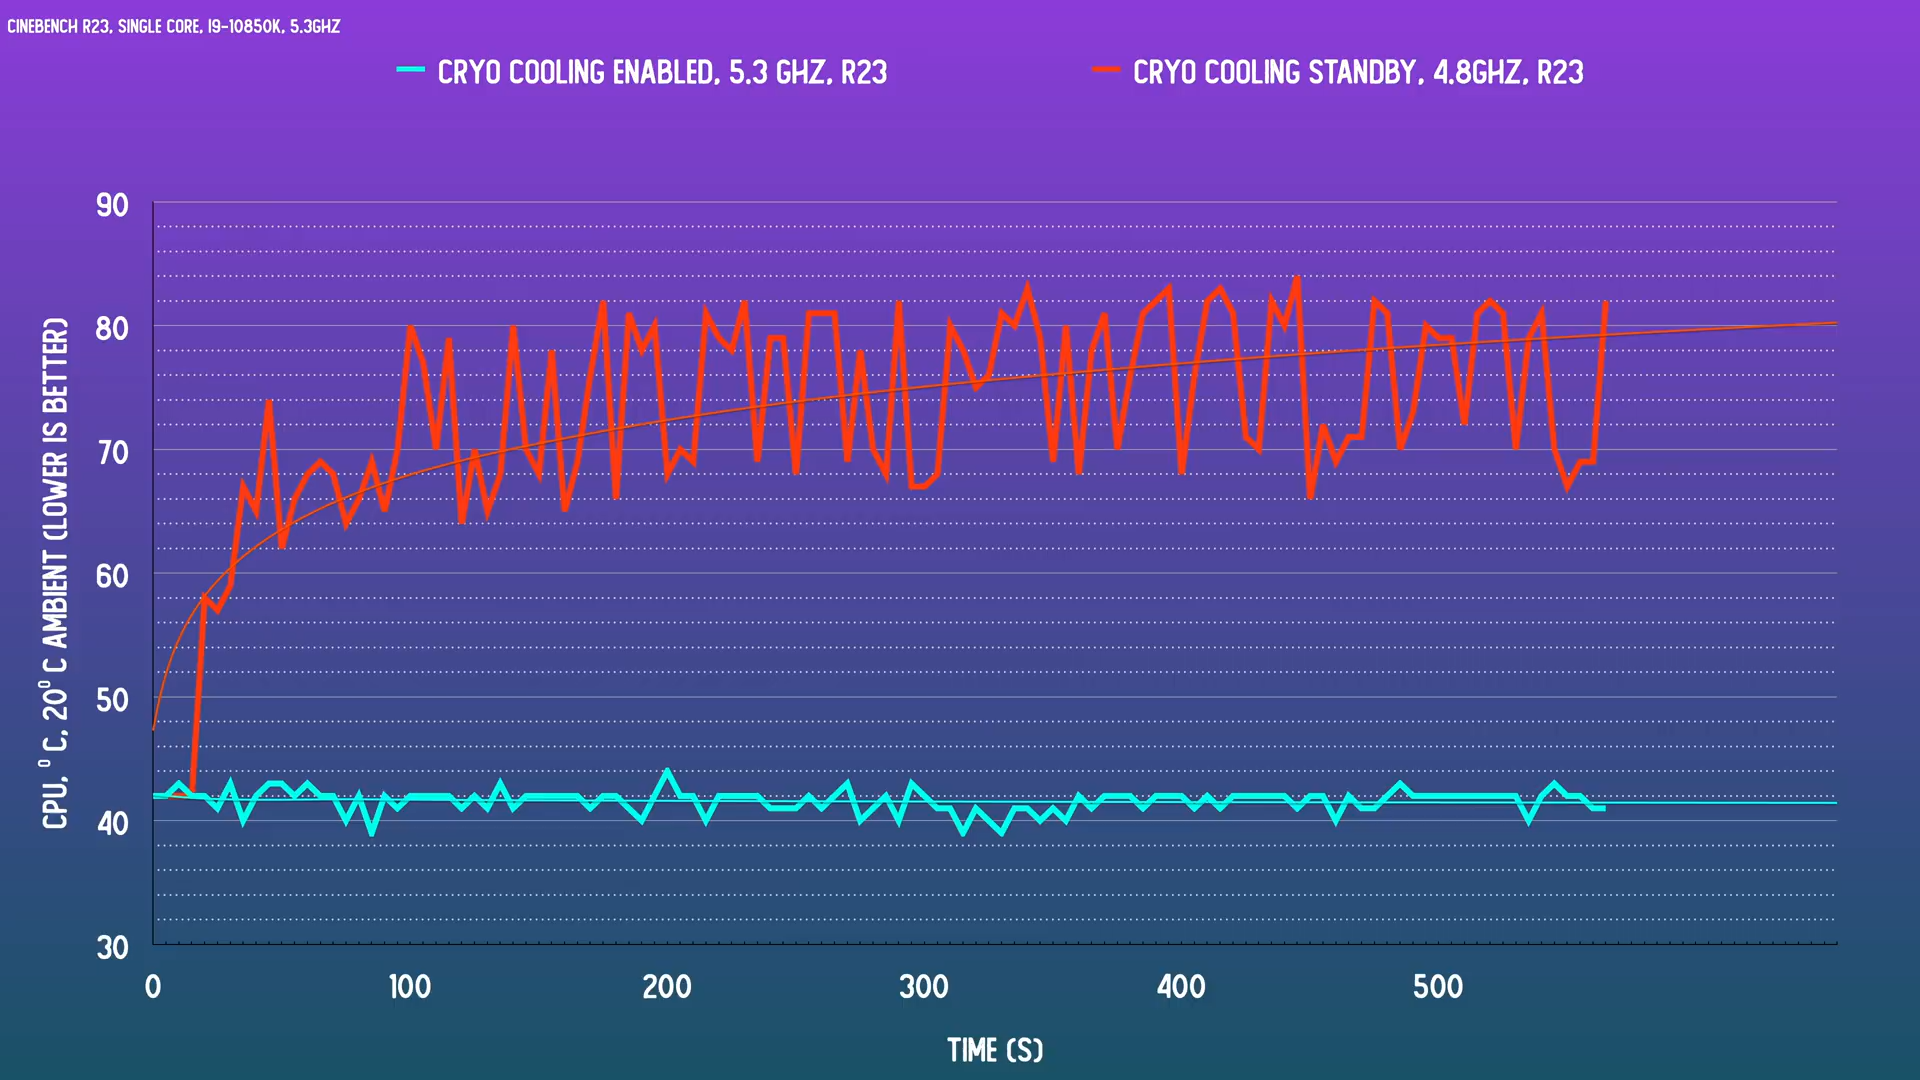 CINEBENCH R23, SINGLE CORE, I9-10850K, 5.3GHZ
CRYO COOLING ENABLED, 5.3 GHZ, R23
CRYO COOLING STANDBY, 4.8GHZ, R23
CPU, ° C, 20° C AMBIENT (LOWER IS BETTER)
90
80
70
60
50
40
30
0 100 200 300 400 500
TIME (S)